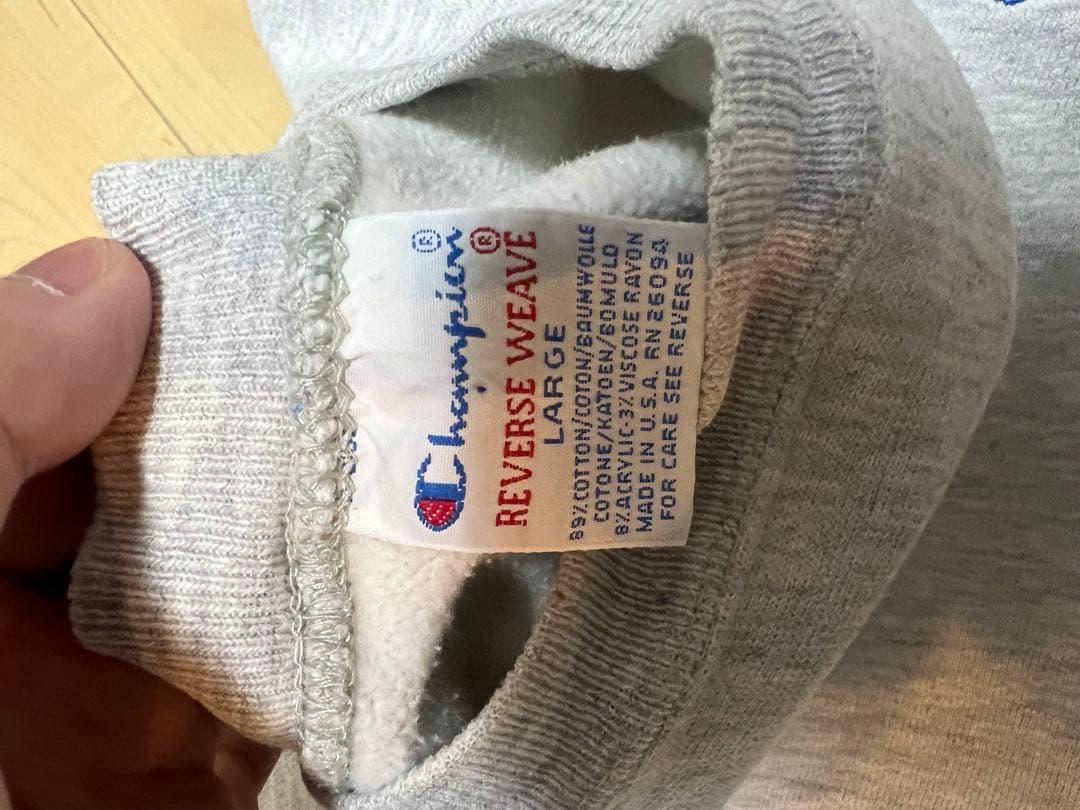 Champion®
REVERSE WEAVE®
LARGE
89%COTTON/COTON/BAUMWOLLE
COTONE/KATOEN/BOMULD
8%ACRYLIC-3%VISCOSE RAYON
MADE IN U.S.A. RN 26094
FOR CARE SEE REVERSE